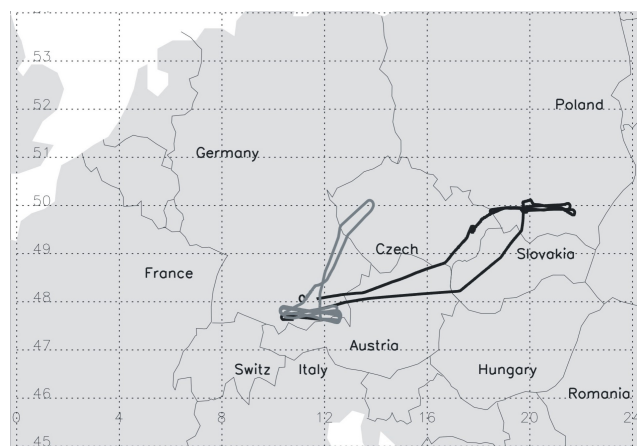 53
52
Poland
51
Germany
50
Czech
Slovakia
49
France
48
47
Austria
Switz Italy Hungary
46
Romania
0 4 8 12 16 20 24
45